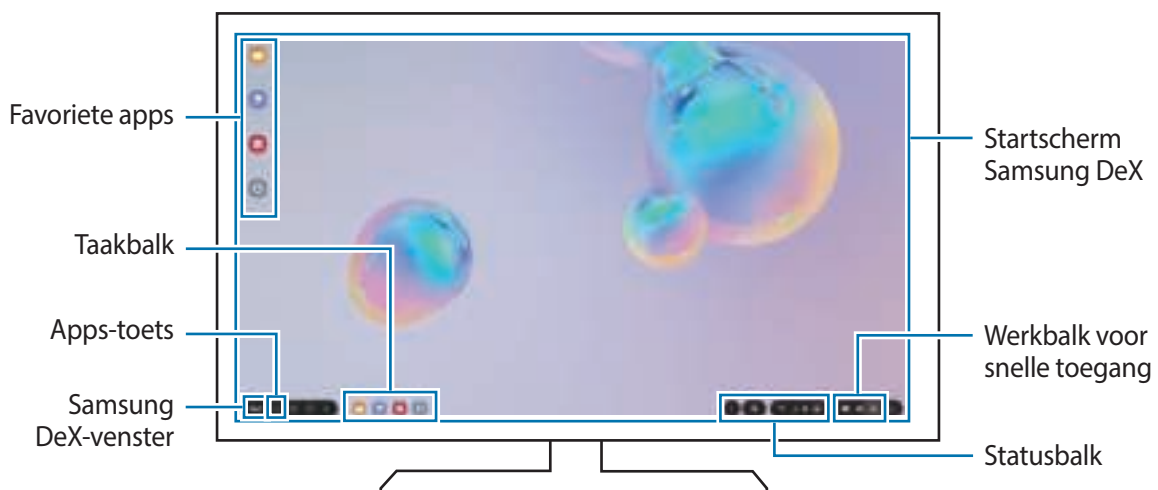 Favoriete apps
Taakbalk
Apps-toets
Samsung
DeX-venster
Startscherm
Samsung DeX
Werkbalk voor
snelle toegang
Statusbalk